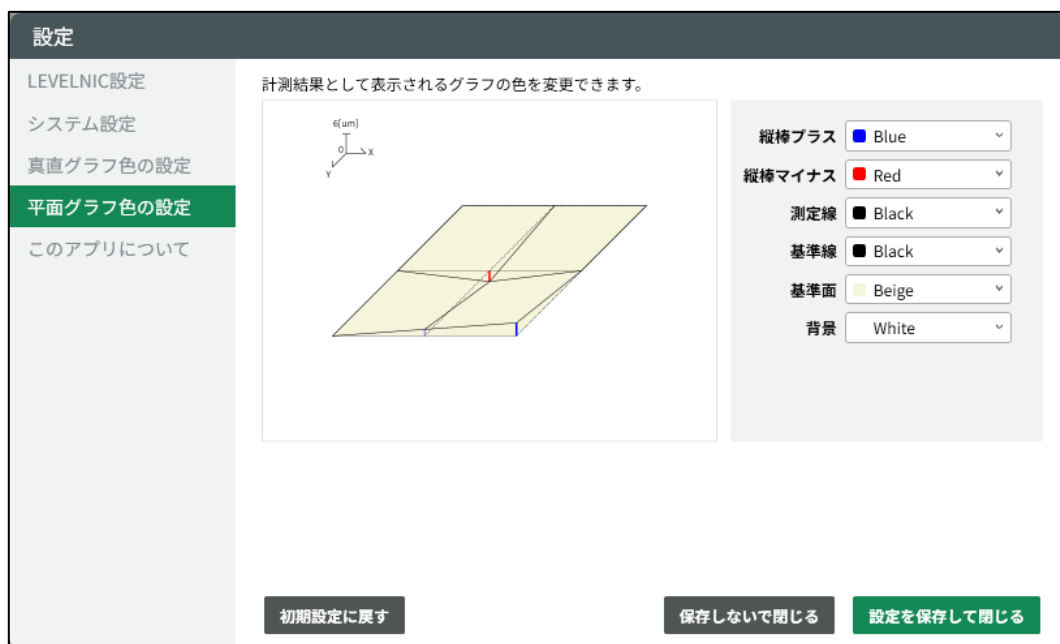 設定
LEVELNIC設定
システム設定
真直グラフ色の設定
平面グラフ色の設定
このアプリについて
計測結果として表示されるグラフの色を変更できます。
6[um]
0
X
Y
縦棒プラス Blue
縦棒マイナス Red
測定線 Black
基準線 Black
基準面 Beige
背景 White
初期設定に戻す
保存しないで閉じる
設定を保存して閉じる